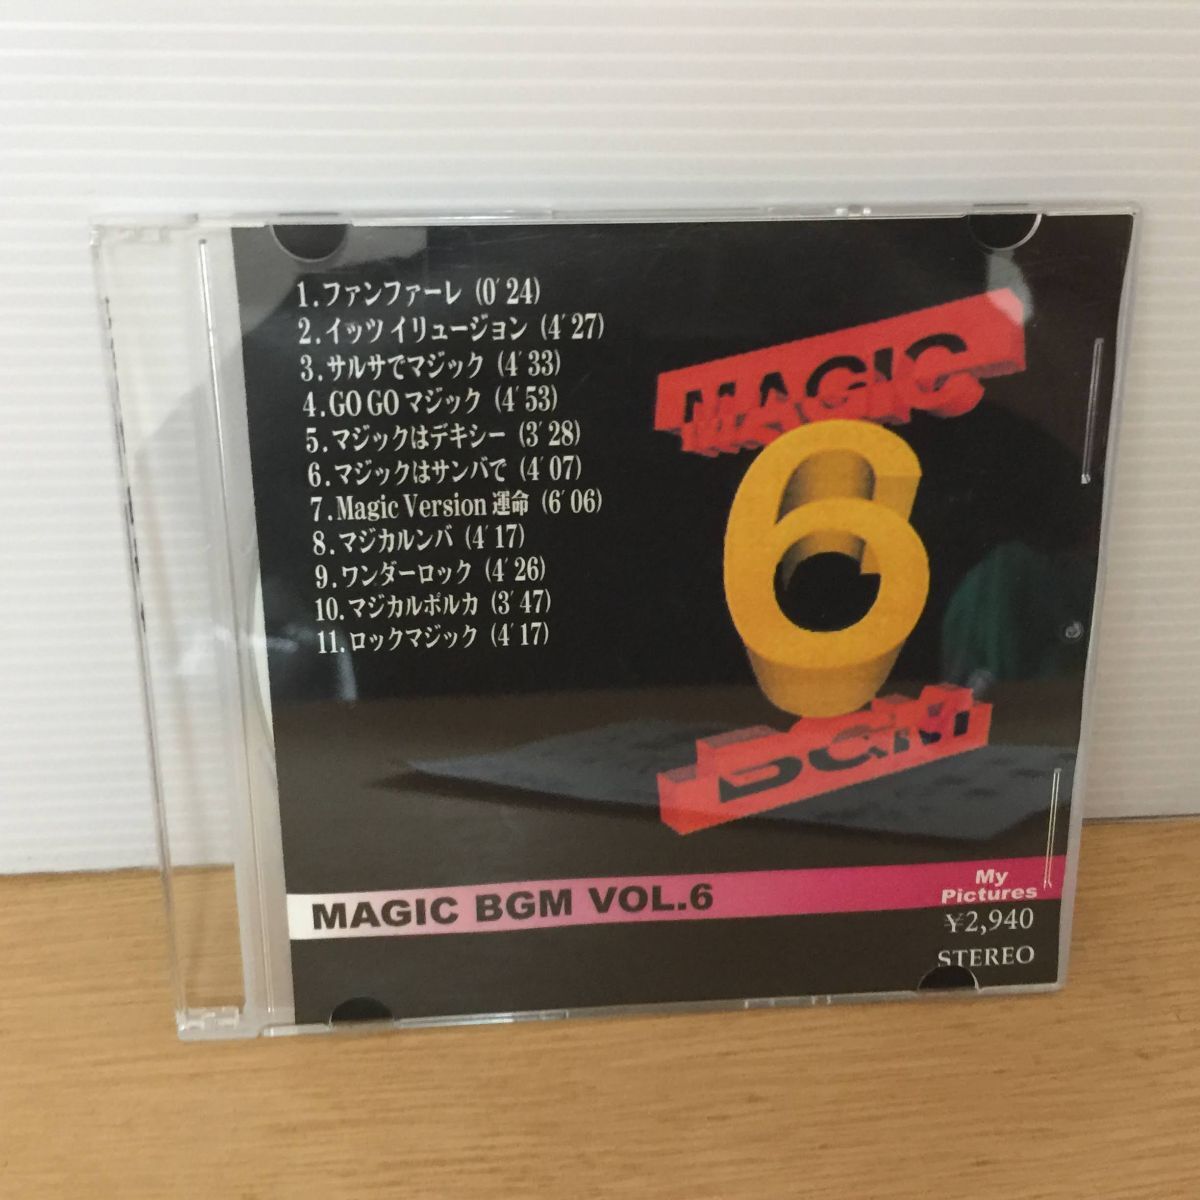 1.ファンファーレ (0′24)
2.イッツ イリュージョン (4′27)
3.サルサでマジック (4′33)
4.GO GO マジック (4′53)
5.マジックはデキシー (3′28)
6.マジックはサンバで (4′07)
7.Magic Version 運命 (6′06)
8.マジカルンバ (4′17)
9.ワンダーロック (4′26)
10.マジカルポルカ (3′47)
11.ロックマジック (4′17)
MAGIC
6
BGM
MAGIC BGM VOL.6
My
Pictures
¥2,940
STEREO